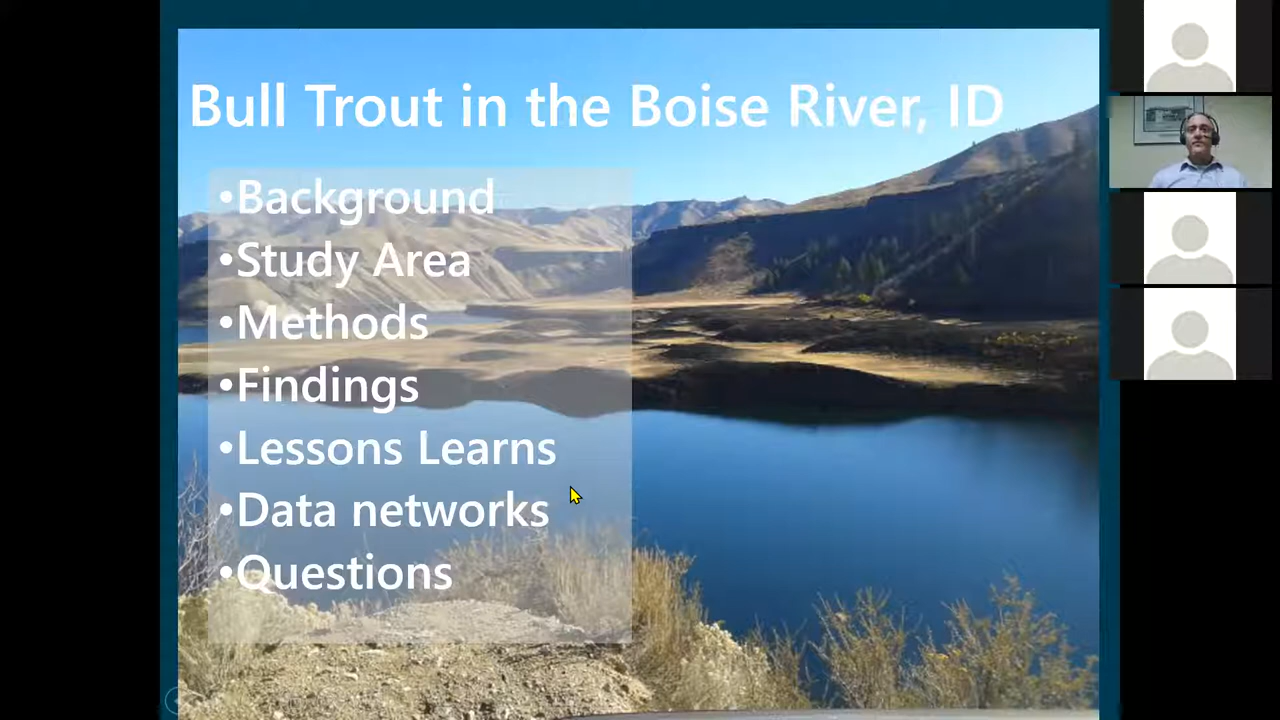 Bull Trout in the Boise River, ID
•Background
•Study Area
•Methods
•Findings
•Lessons Learns
•Data networks
•Questions